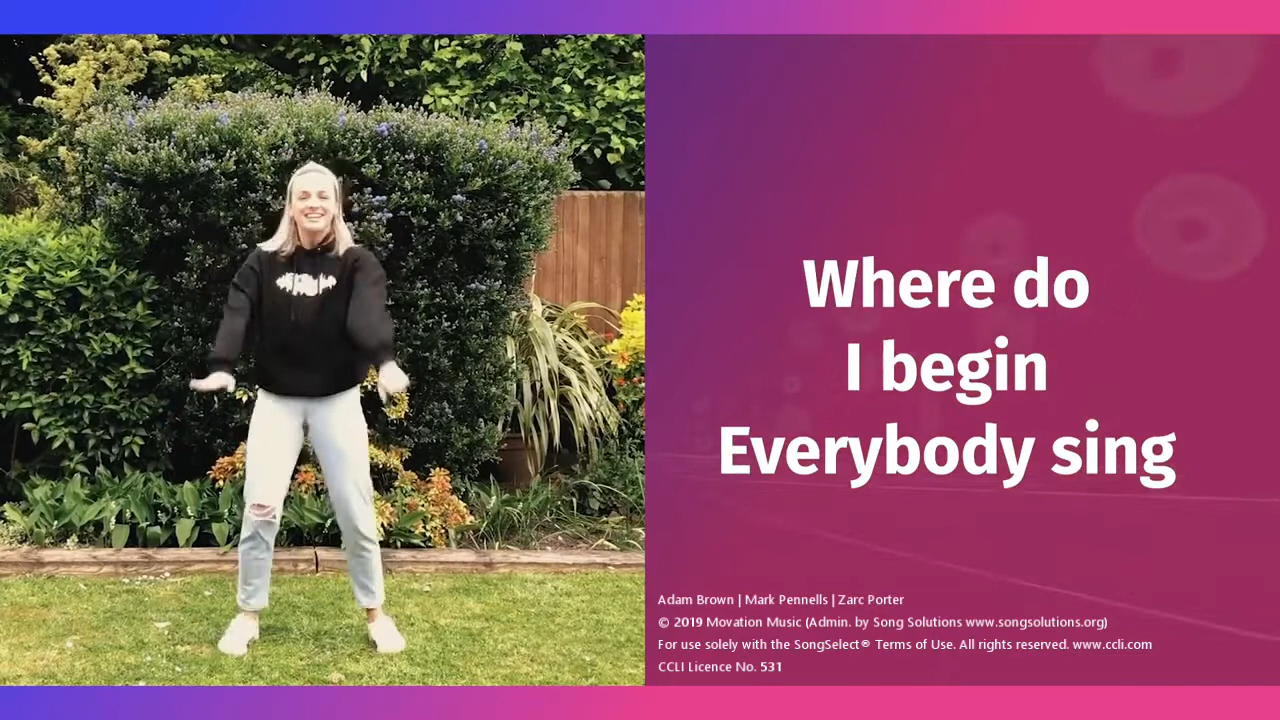 Where do
I begin
Everybody sing
Adam Brown | Mark Pennells | Zarc Porter
© 2019 Movation Music (Admin. by Song Solutions www.songsolutions.org)
For use solely with the SongSelect® Terms of Use. All rights reserved. www.ccli.com
CCLI Licence No. 531